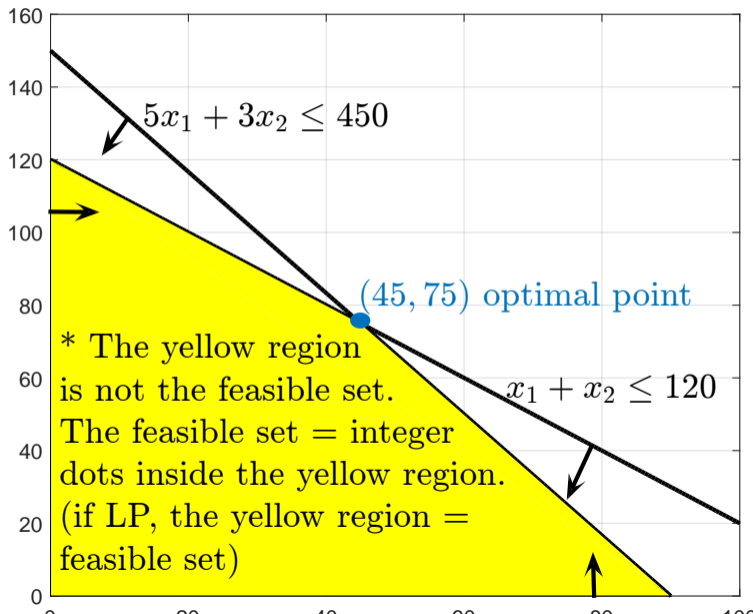 160
140
120
100
80
60
40
20
0
5x₁ + 3x₂ ≤ 450
(45, 75) optimal point
x₁ + x₂ ≤ 120
* The yellow region
is not the feasible set.
The feasible set = integer
dots inside the yellow region.
(if LP, the yellow region =
feasible set)